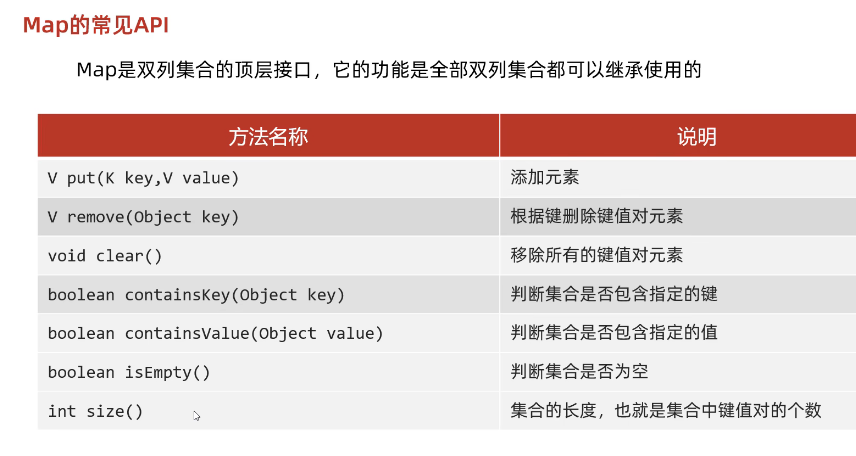 Map的常见API
Map是双列集合的顶层接口，它的功能是全部双列集合都可以继承使用的
方法名称 说明
V put(K key,V value) 添加元素
V remove(Object key) 根据键删除键值对元素
void clear() 移除所有的键值对元素
boolean containsKey(Object key) 判断集合是否包含指定的键
boolean containsValue(Object value) 判断集合是否包含指定的值
boolean isEmpty() 判断集合是否为空
int size() 集合的长度，也就是集合中键值对的个数